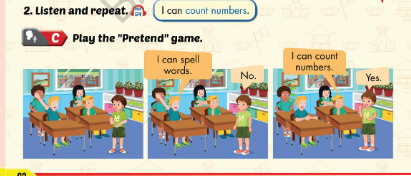 2. Listen and repeat.
I can count numbers.
C Play the "Pretend" game.
I can spell
words.
No.
I can count
numbers.
Yes.